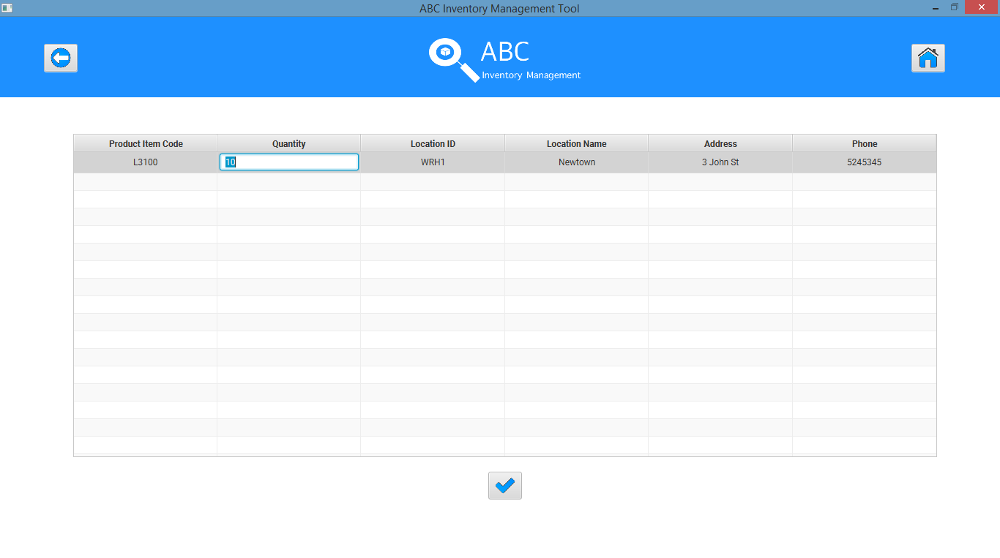 ABC Inventory Management Tool
ABC
Inventory Management
Product Item Code Quantity Location ID Location Name Address Phone
L3100 10 WRH1 Newtown 3 John St 5245345